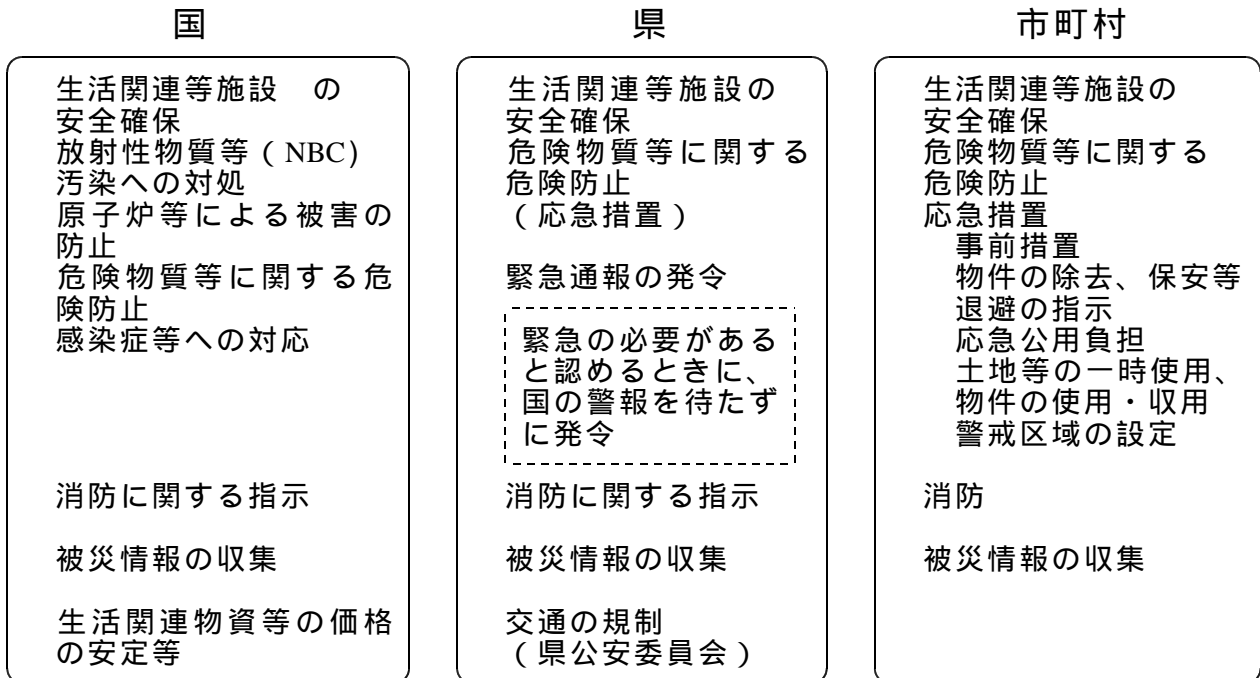 国
生活関連等施設　の
安全確保
放射性物質等（NBC)
汚染への対処
原子炉等による被害の
防止
危険物質等に関する危
険防止
感染症等への対応
消防に関する指示
被災情報の収集
生活関連物資等の価格
の安定等
県
生活関連等施設の
安全確保
危険物質等に関する
危険防止
（応急措置）
緊急通報の発令
緊急の必要がある
と認めるときに、
国の警報を待たず
に発令
消防に関する指示
被災情報の収集
交通の規制
（県公安委員会）
市町村
生活関連等施設の
安全確保
危険物質等に関する
危険防止
応急措置
事前措置
物件の除去、保安等
退避の指示
応急公用負担
土地等の一時使用、
物件の使用・収用
警戒区域の設定
消防
被災情報の収集